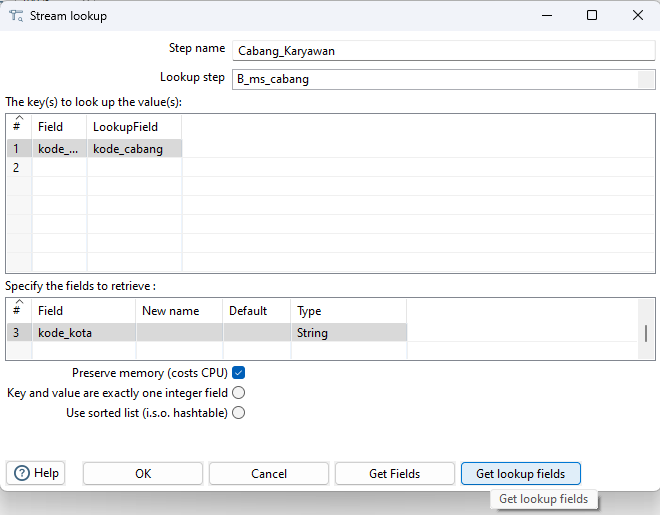 Stream lookup
Step name Cabang_Karyawan
Lookup step B_ms_cabang
The key(s) to look up the value(s):
# Field LookupField
1 kode_... kode_cabang
2
Specify the fields to retrieve :
# Field New name Default Type
3 kode_kota String
Preserve memory (costs CPU)
Key and value are exactly one integer field
Use sorted list (i.s.o. hashtable)
? Help OK Cancel Get Fields Get lookup fields
Get lookup fields